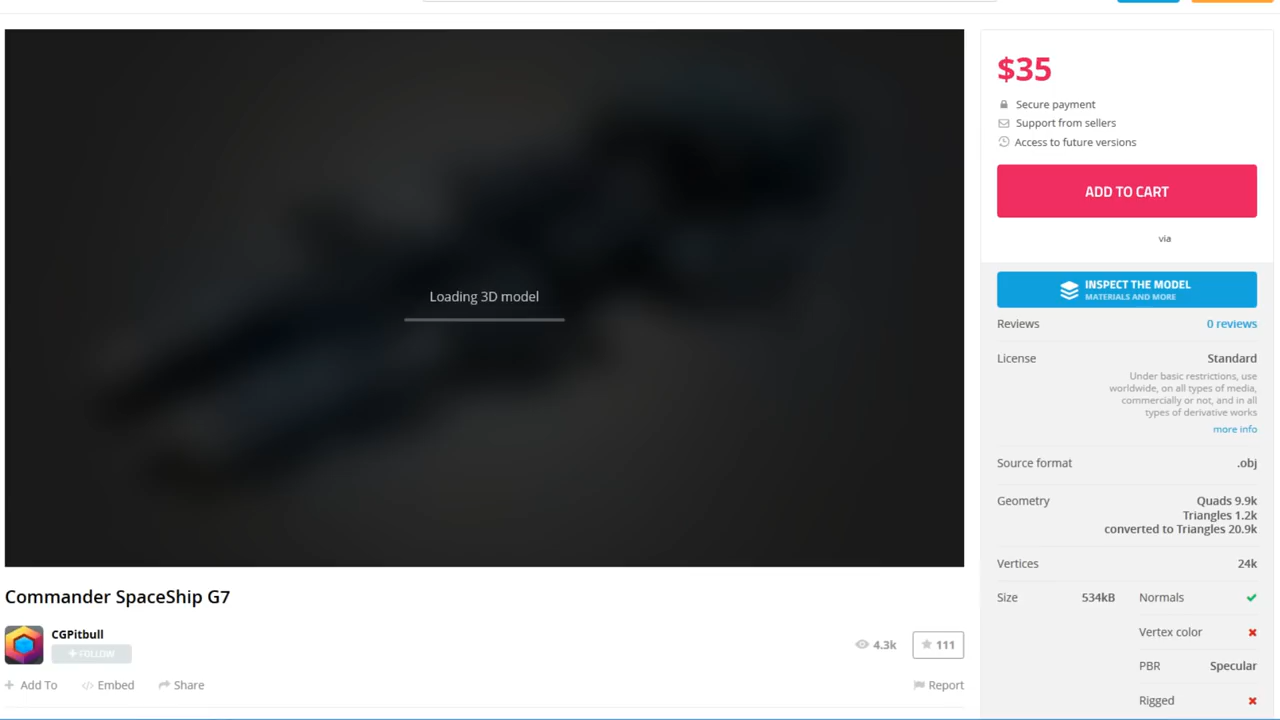 Loading 3D model
Commander SpaceShip G7
CGPitbull
FOLLOW
4.3k
111
Add To
Embed
Share
Report
$35
Secure payment
Support from sellers
Access to future versions
ADD TO CART
via
INSPECT THE MODEL
MATERIALS AND MORE
Reviews 0 reviews
License Standard
Under basic restrictions, use
worldwide, on all types of media,
commercially or not, and in all
types of derivative works
more info
Source format .obj
Geometry Quads 9.9k
Triangles 1.2k
converted to Triangles 20.9k
Vertices 24k
Size 534kB Normals
Vertex color
PBR Specular
Rigged